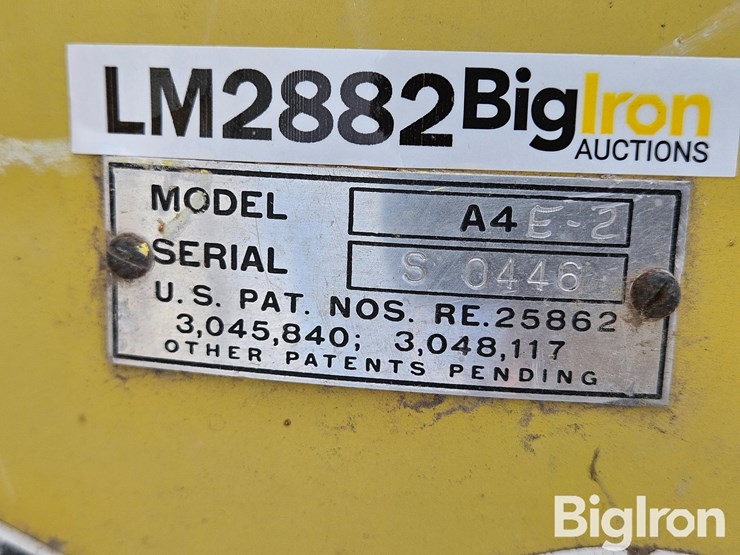 LM2882 BigIron
AUCTIONS
MODEL A4E-2
SERIAL S 0446
U.S. PAT. NOS. RE.25862
3,045,840; 3,048,117
OTHER PATENTS PENDING
BigIron